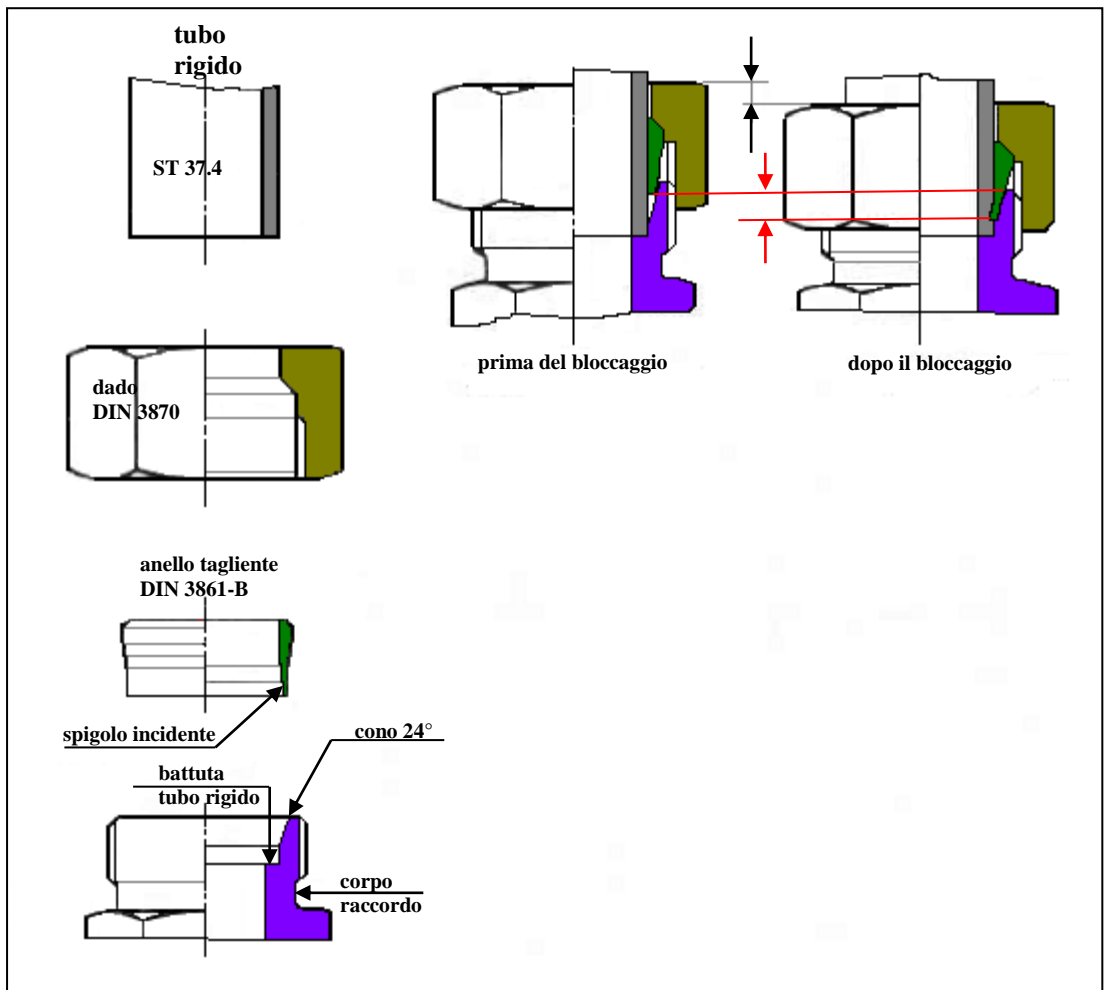 tubo
rigido
ST 37.4
prima del bloccaggio
dopo il bloccaggio
dado
DIN 3870
anello tagliente
DIN 3861-B
spigolo incidente
cono 24°
battuta
tubo rigido
corpo
raccordo